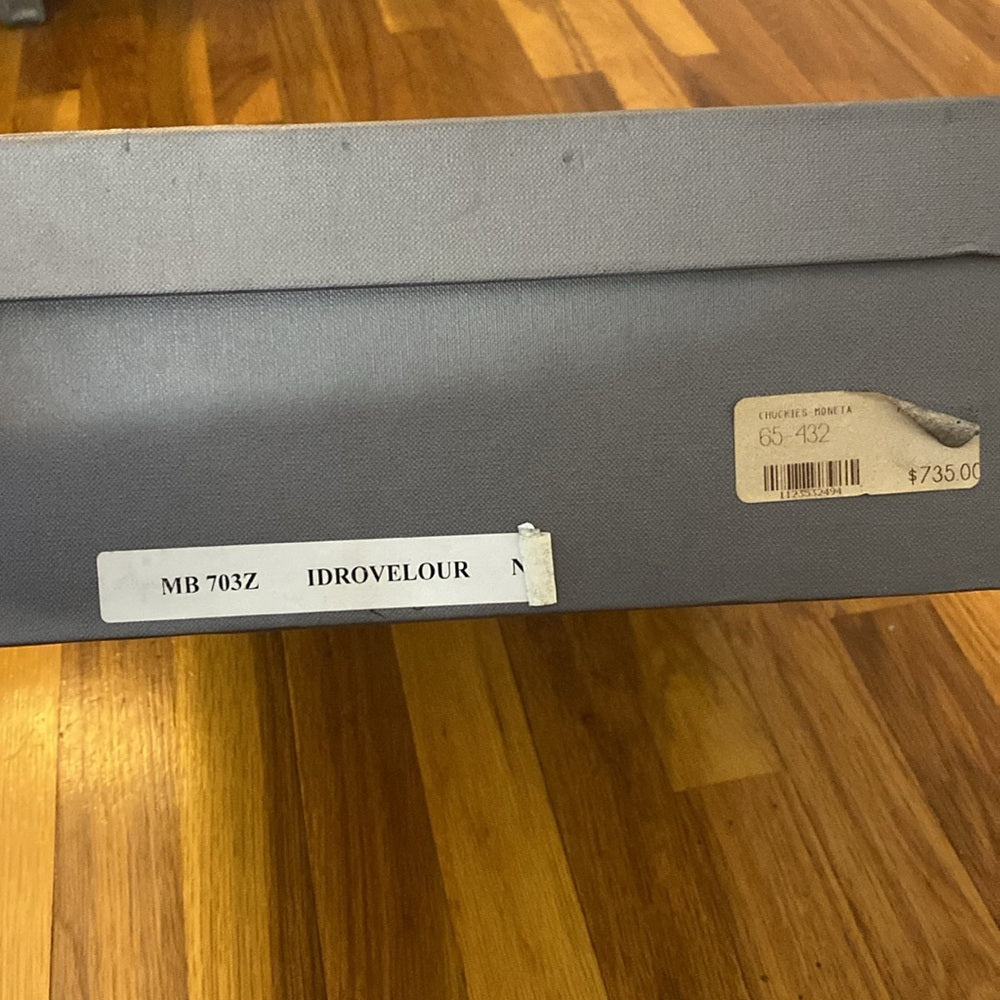 CHUCKIES MONETA
65-432
1123532494
$735.00
MB 703Z IDROVELOUR N